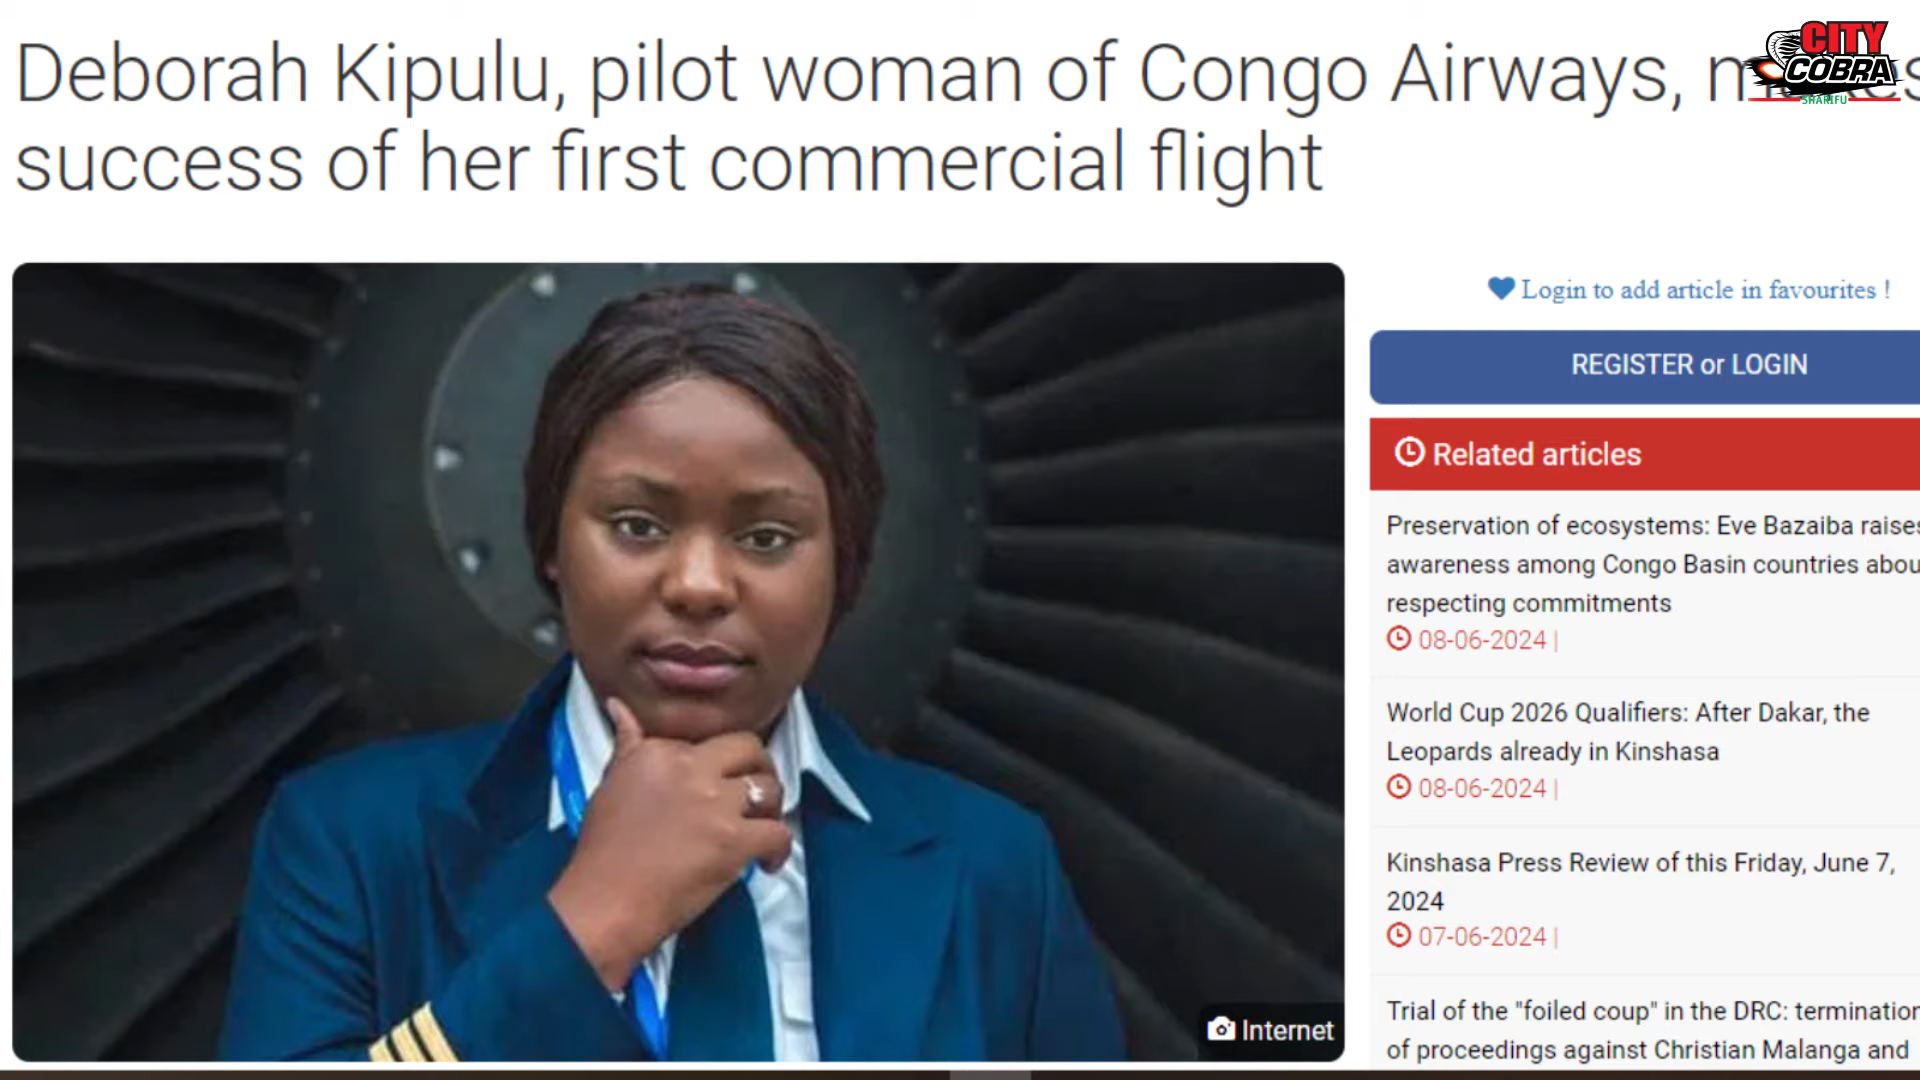 Deborah Kipulu, pilot woman of Congo Airways,
success of her first commercial flight
CITY
COBRA
SHARIFU
Login to add article in favourites !
REGISTER or LOGIN
Related articles
Preservation of ecosystems: Eve Bazaiba raises
awareness among Congo Basin countries abou
respecting commitments
08-06-2024 |
World Cup 2026 Qualifiers: After Dakar, the
Leopards already in Kinshasa
08-06-2024 |
Kinshasa Press Review of this Friday, June 7,
2024
07-06-2024 |
Trial of the "foiled coup" in the DRC: termination
of proceedings against Christian Malanga and
Internet